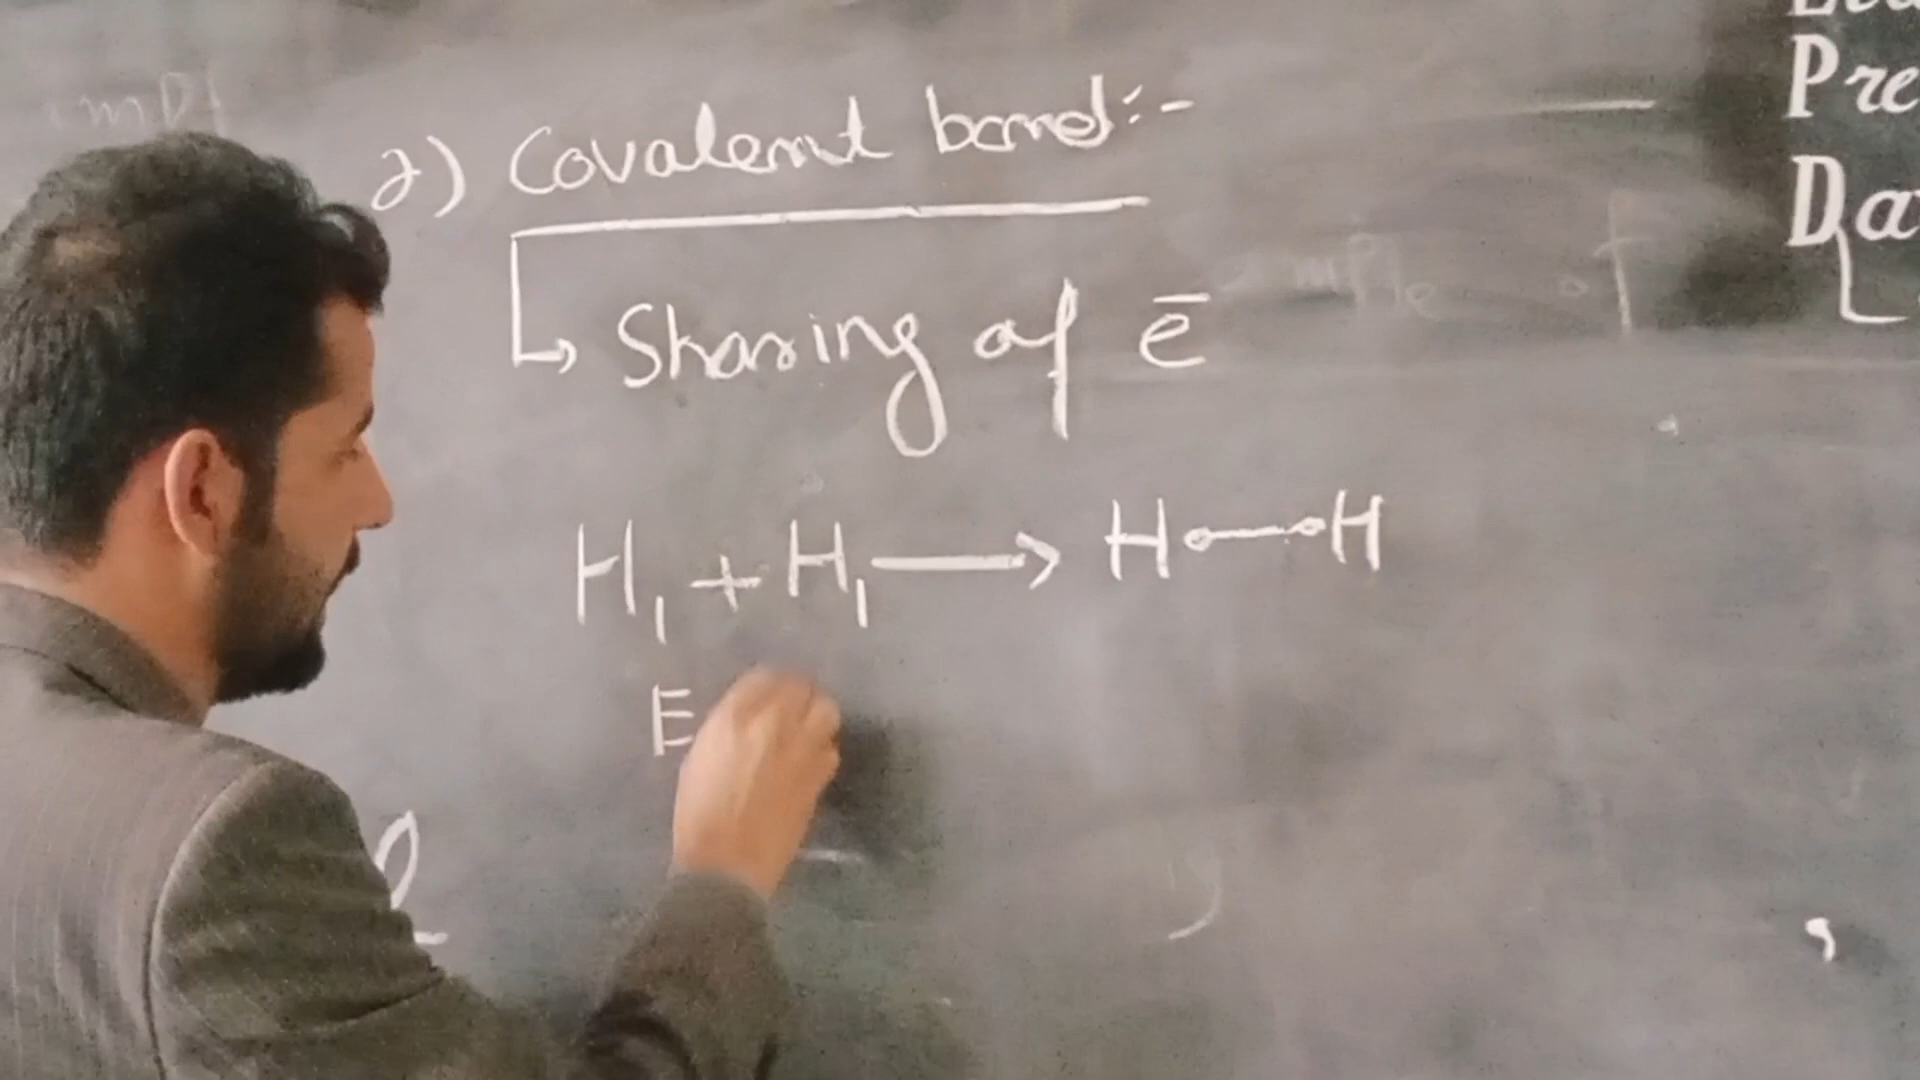 2) Covalent bond:-
Sharing of ē
H₁ + H₁ ⟶ H—H
E
Pre
Da